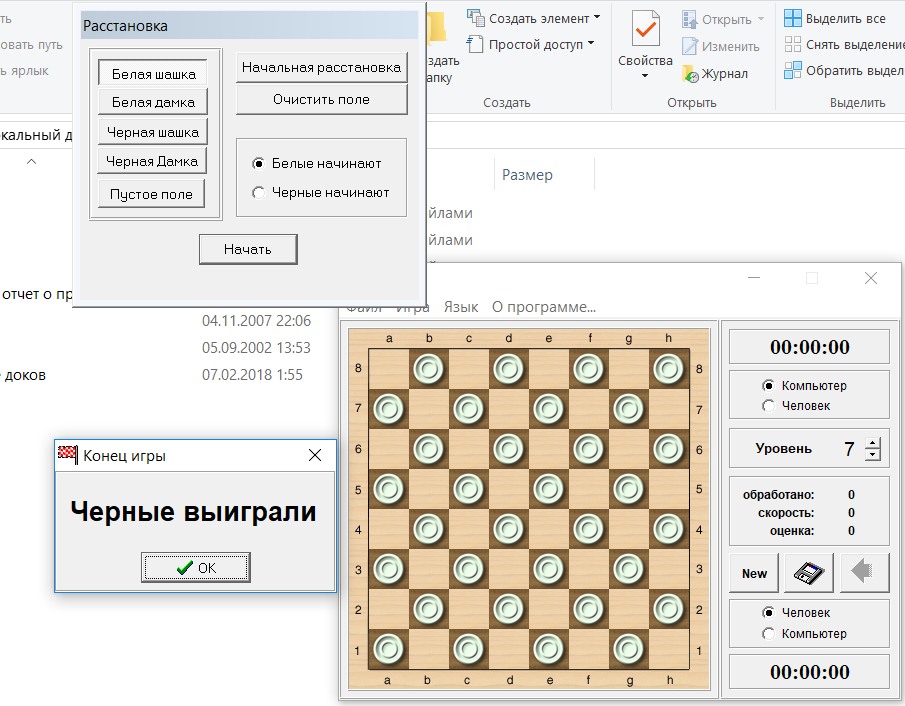 Расстановка
Белая шашка
Белая дамка
Черная шашка
Черная Дамка
Пустое поле
Начальная расстановка
Очистить поле
Белые начинают
Черные начинают
Начать
ть
овать путь
ь ярлык
здать
апку
Создать элемент
Простой доступ
Создать
Свойства
Открыть
Изменить
Журнал
Открыть
Выделить все
Снять выделение
Обратить выдел
Выделить
кальный д
Размер
йлами
йлами
отчет о пр
04.11.2007 22:06
05.09.2002 13:53
доков
07.02.2018 1:55
Файл Игра Язык О программе...
a b c d e f g h
8 8
7 7
6 6
5 5
4 4
3 3
2 2
1 1
a b c d e f g h
00:00:00
Компьютер
Человек
Уровень 7
обработано: 0
скорость: 0
оценка: 0
New
Человек
Компьютер
00:00:00
Конец игры
Черные выиграли
OK